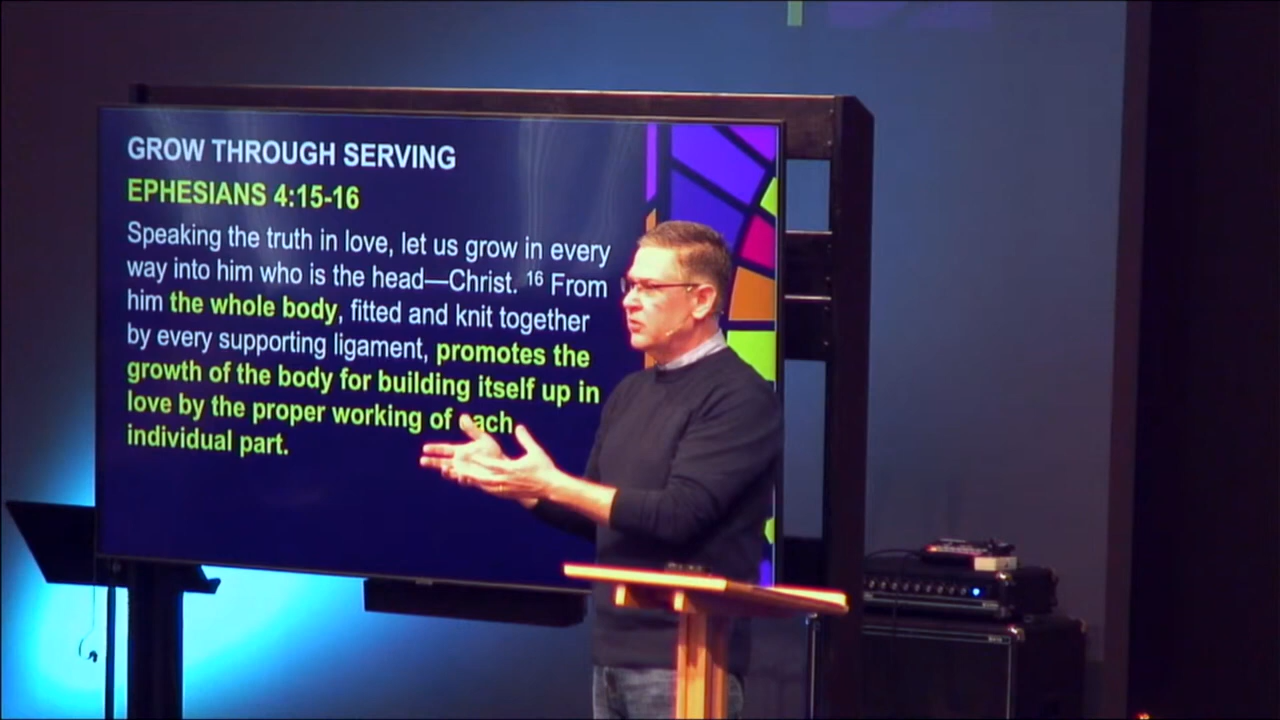 GROW THROUGH SERVING
EPHESIANS 4:15-16
Speaking the truth in love, let us grow in every
way into him who is the head—Christ. 16 From
him the whole body, fitted and knit together
by every supporting ligament, promotes the
growth of the body for building itself up in
love by the proper working of each
individual part.